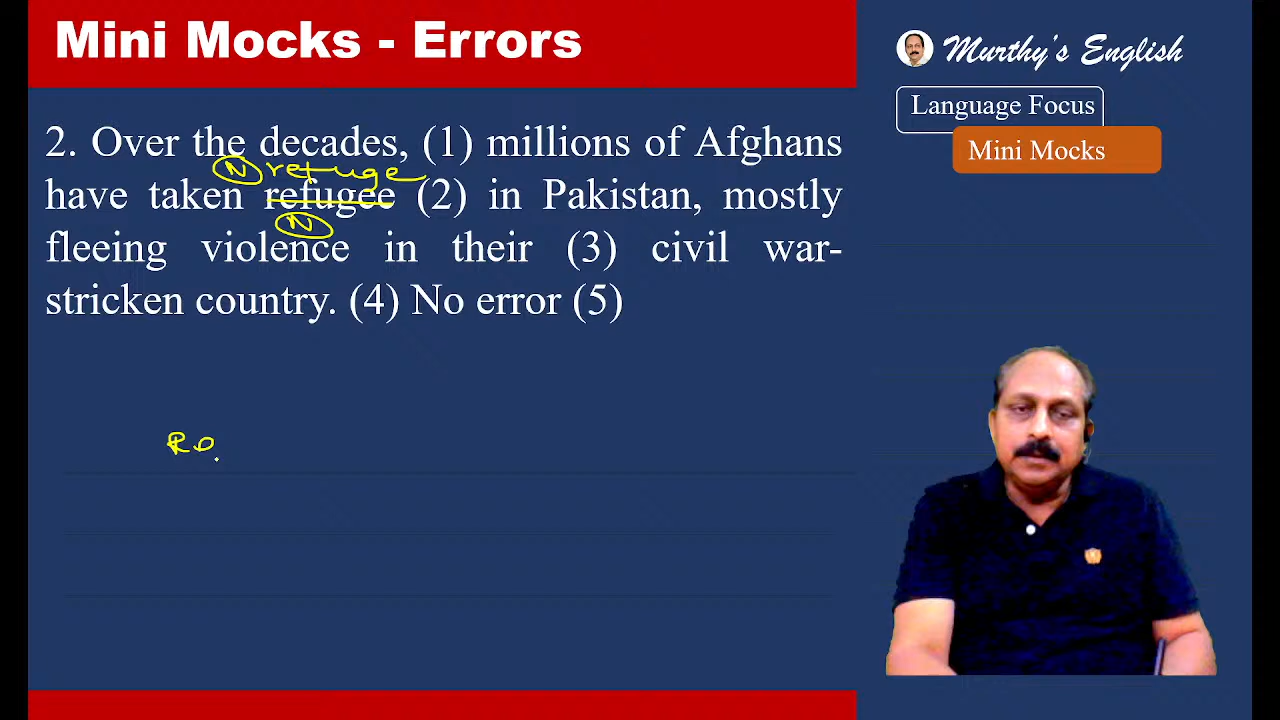 Mini Mocks - Errors
Murthy's English
Language Focus
Mini Mocks
2. Over the decades, (1) millions of Afghans
N refuge
have taken refugee (2) in Pakistan, mostly
N
fleeing violence in their (3) civil war-
stricken country. (4) No error (5)